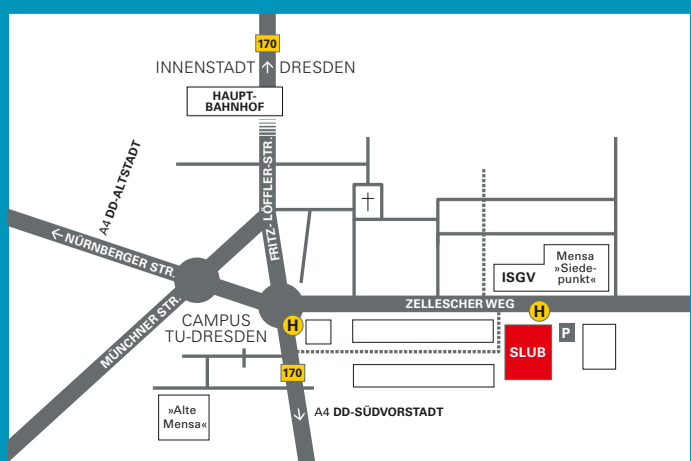 170
INNENSTADT ↑ DRESDEN
HAUPT-
BAHNHOF
FRITZ-LÖFFLER-STR.
A4 DD-ALTSTADT
← NÜRNBERGER STR.
MÜNCHNER STR.
Mensa
»Siede-
punkt«
ISGV
ZELLESCHER WEG
H
H
CAMPUS
TU-DRESDEN
P
SLUB
170
»Alte
Mensa«
A4 DD-SÜDVORSTADT